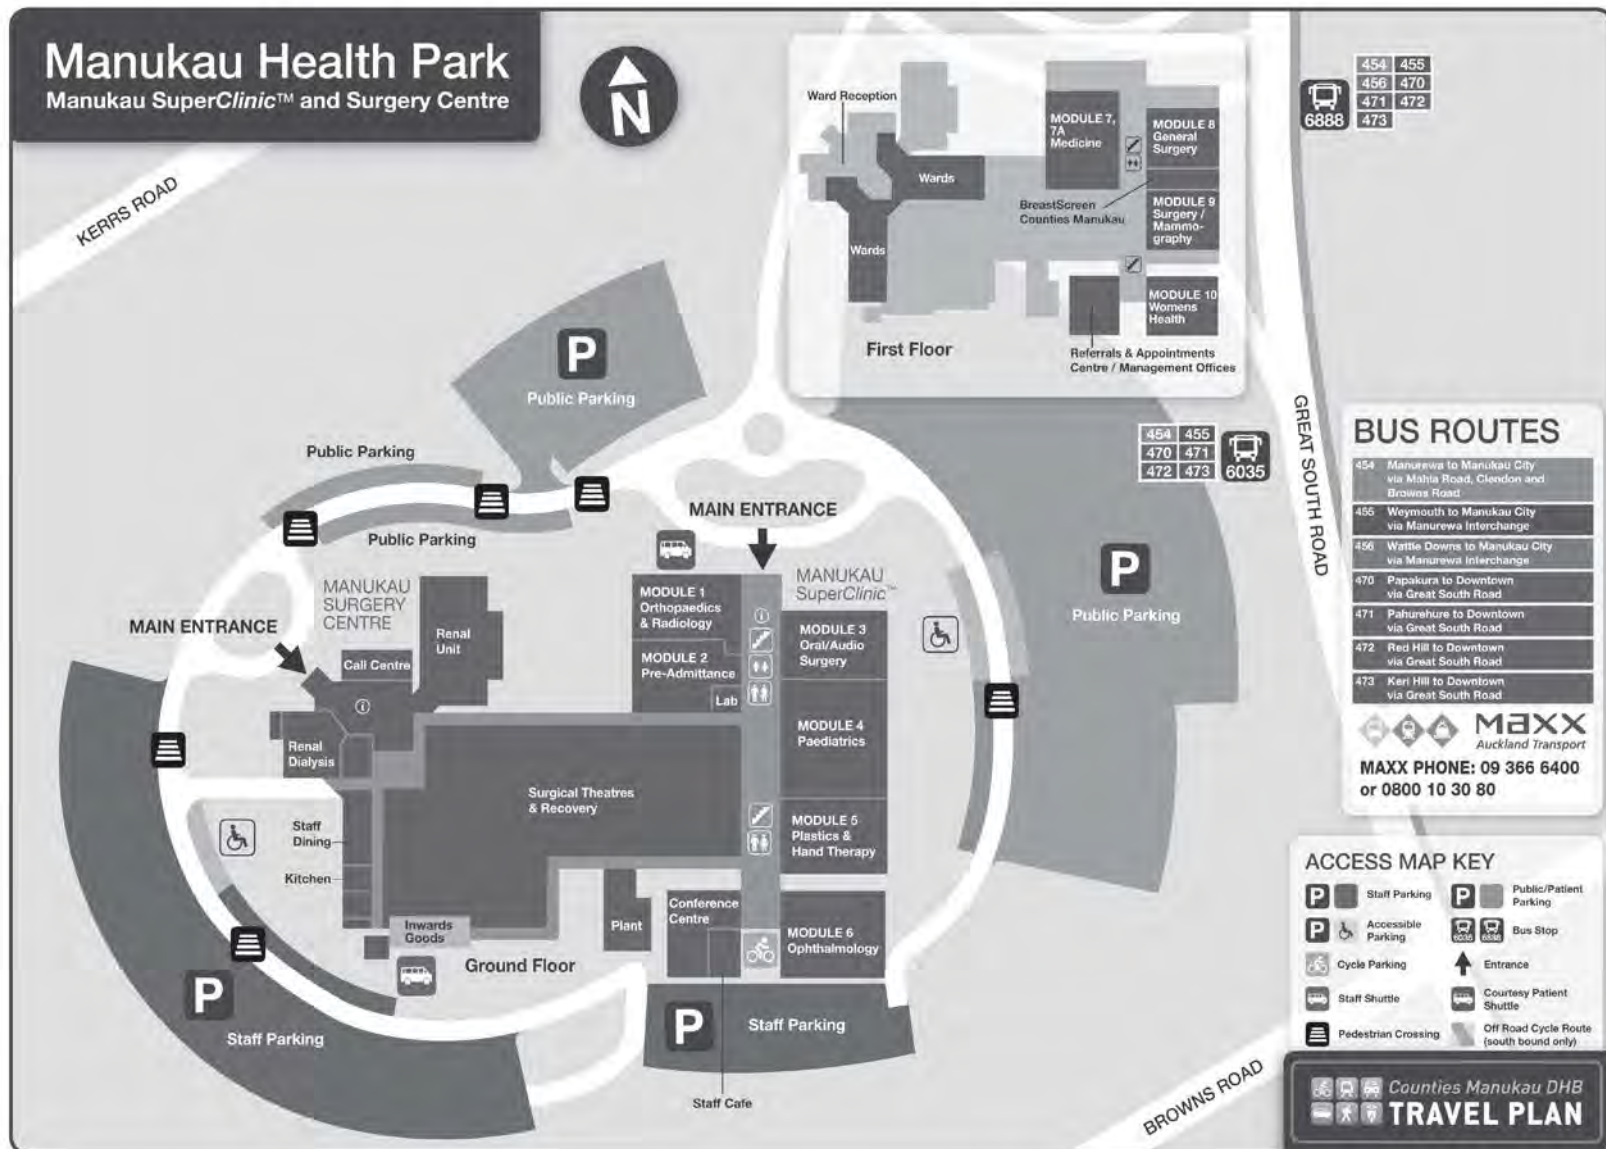 Manukau Health Park
Manukau SuperClinic™ and Surgery Centre
N
KERRS ROAD
Ward Reception
Wards
Wards
MODULE 7,
7A
Medicine
MODULE 8
General
Surgery
BreastScreen
Counties Manukau
MODULE 9
Surgery /
Mammo-
graphy
MODULE 10
Womens
Health
First Floor
Referrals & Appointments
Centre / Management Offices
6888
454 455
456 470
471 472
473
P
Public Parking
Public Parking
Public Parking
454 455
470 471
472 473
6035
GREAT SOUTH ROAD
P
Public Parking
MAIN ENTRANCE
MANUKAU
SURGERY
CENTRE
MAIN ENTRANCE
Call Centre
Renal
Unit
Renal
Dialysis
MANUKAU
SuperClinic™
MODULE 1
Orthopaedics
& Radiology
MODULE 2
Pre-Admittance
Lab
MODULE 3
Oral/Audio
Surgery
MODULE 4
Paediatrics
MODULE 5
Plastics &
Hand Therapy
MODULE 6
Ophthalmology
Surgical Theatres
& Recovery
Staff
Dining
Kitchen
Inwards
Goods
Ground Floor
Plant
Conference
Centre
P
Staff Parking
P
Staff Parking
Staff Cafe
BROWNS ROAD
BUS ROUTES
454 Manurewa to Manukau City
via Mahia Road, Clendon and
Browns Road
455 Weymouth to Manukau City
via Manurewa Interchange
456 Wattle Downs to Manukau City
via Manurewa Interchange
470 Papakura to Downtown
via Great South Road
471 Pahurehure to Downtown
via Great South Road
472 Red Hill to Downtown
via Great South Road
473 Keri Hill to Downtown
via Great South Road
Maxx
Auckland Transport
MAXX PHONE: 09 366 6400
or 0800 10 30 80
ACCESS MAP KEY
P Staff Parking
P Public/Patient
Parking
P Accessible
Parking
6035 6888 Bus Stop
Cycle Parking
Entrance
Staff Shuttle
Courtesy Patient
Shuttle
Pedestrian Crossing
Off Road Cycle Route
(south bound only)
Counties Manukau DHB
TRAVEL PLAN